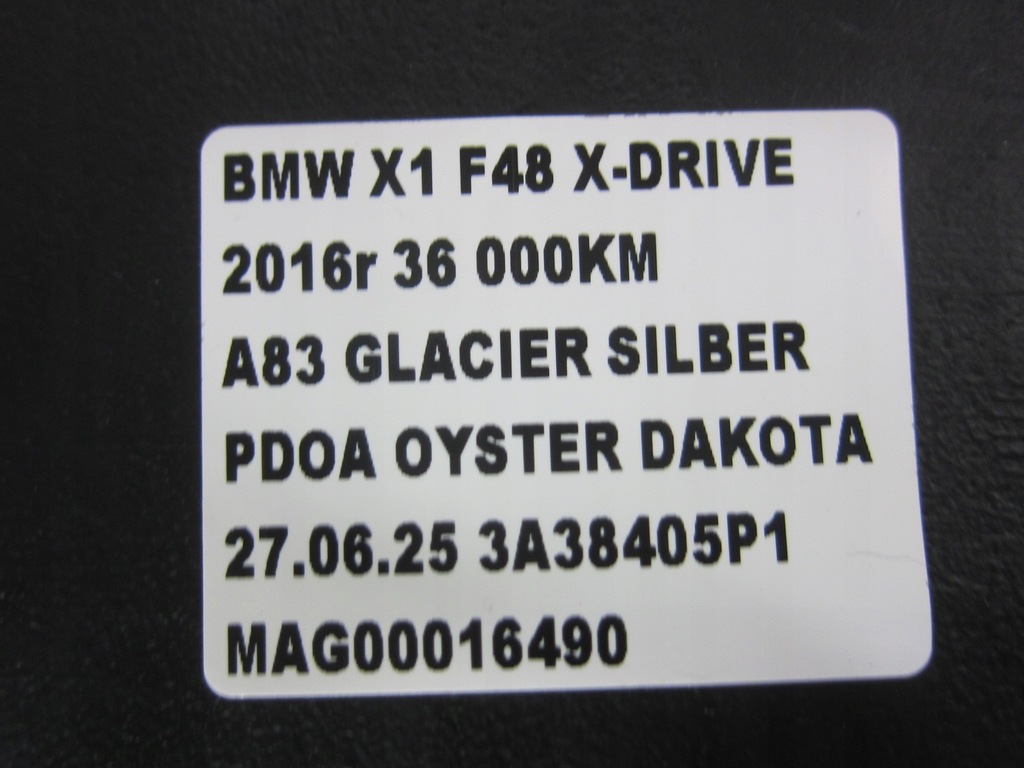 BMW X1 F48 X-DRIVE
2016r 36 000KM
A83 GLACIER SILBER
PDOA OYSTER DAKOTA
27.06.25 3A38405P1
MAG00016490